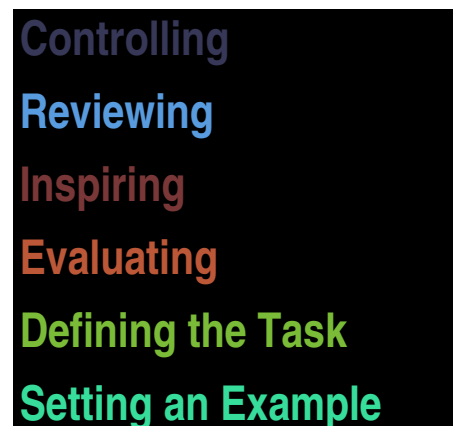 Controlling
Reviewing
Inspiring
Evaluating
Defining the Task
Setting an Example